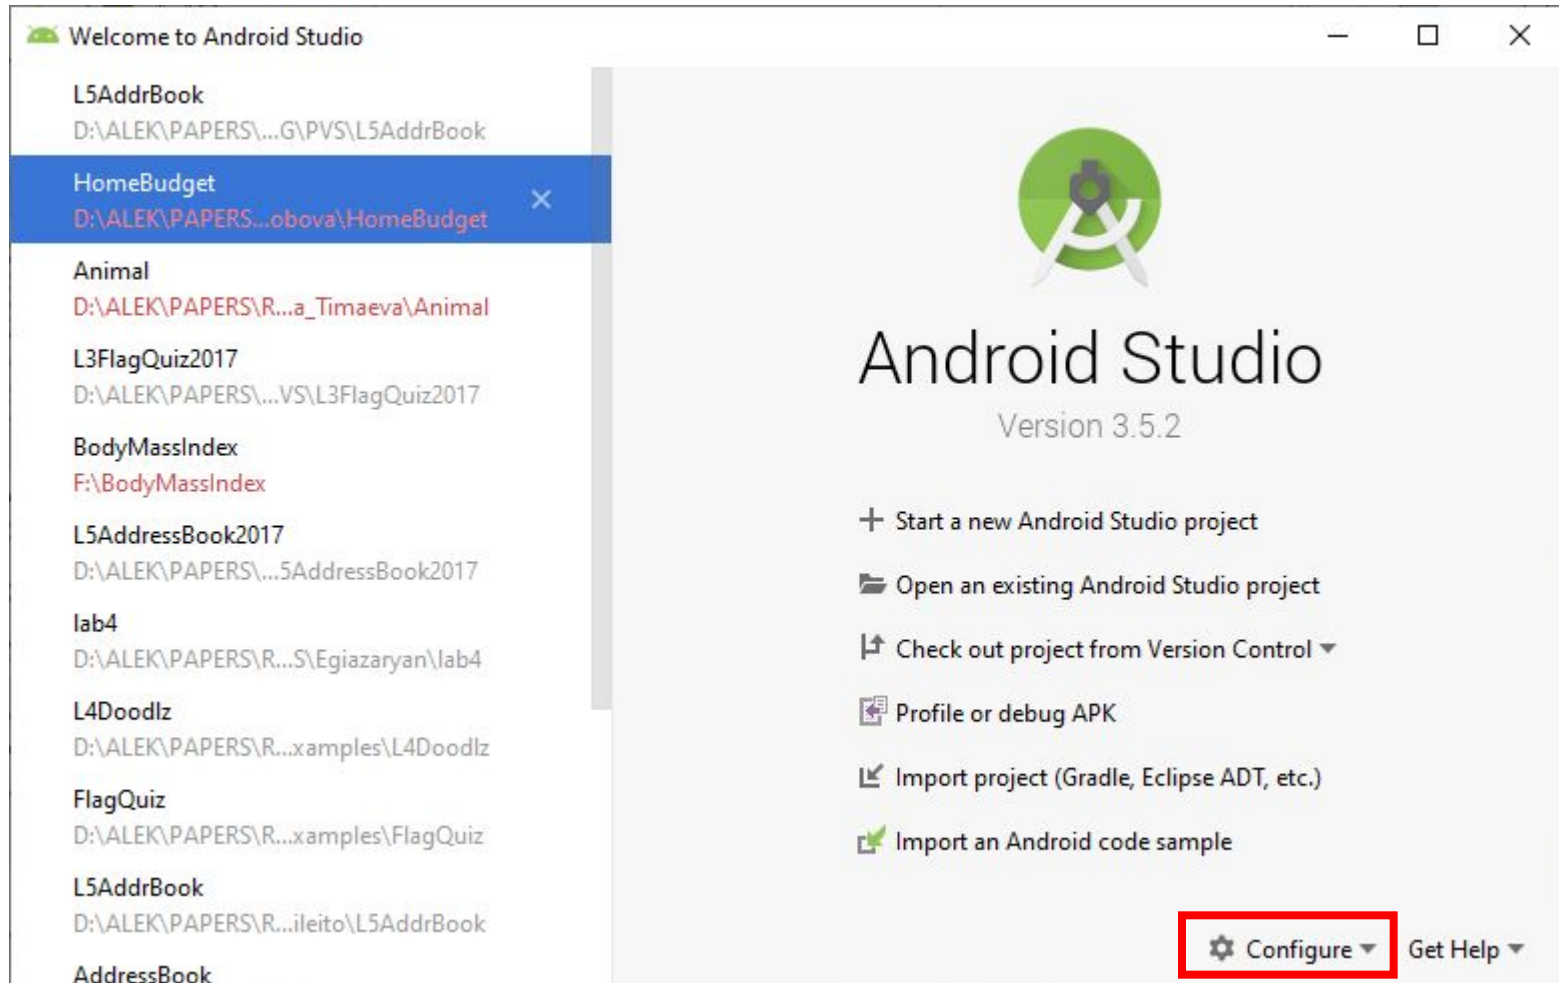 Welcome to Android Studio
L5AddrBook
D:\ALEK\PAPERS\...G\PVS\L5AddrBook
HomeBudget
D:\ALEK\PAPERS...obova\HomeBudget
Animal
D:\ALEK\PAPERS\R...a_Timaeva\Animal
L3FlagQuiz2017
D:\ALEK\PAPERS\...VS\L3FlagQuiz2017
BodyMassIndex
F:\BodyMassIndex
L5AddressBook2017
D:\ALEK\PAPERS\...5AddressBook2017
lab4
D:\ALEK\PAPERS\R...S\Egiazaryan\lab4
L4Doodlz
D:\ALEK\PAPERS\R...xamples\L4Doodlz
FlagQuiz
D:\ALEK\PAPERS\R...xamples\FlagQuiz
L5AddrBook
D:\ALEK\PAPERS\R...ileito\L5AddrBook
AddressBook
Android Studio
Version 3.5.2
Start a new Android Studio project
Open an existing Android Studio project
Check out project from Version Control
Profile or debug APK
Import project (Gradle, Eclipse ADT, etc.)
Import an Android code sample
Configure Get Help